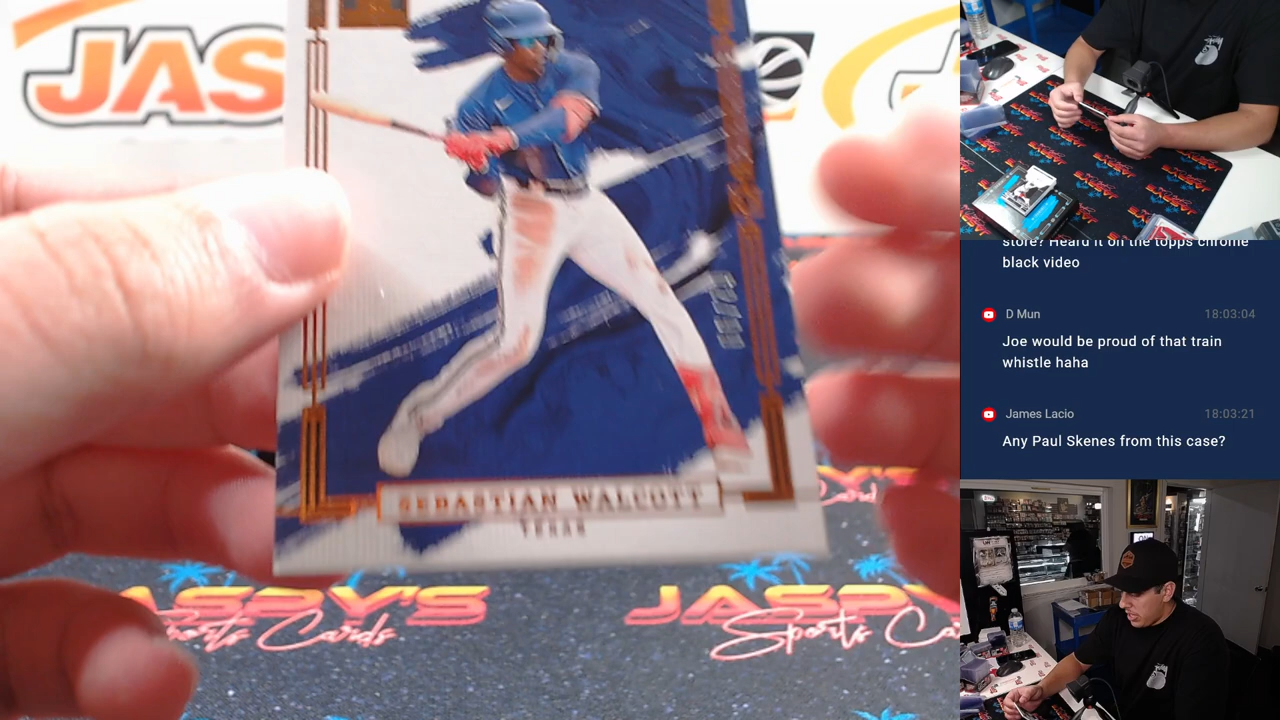 JAS
SEBASTIAN WALCOTT
TEXAS
JASPY'S
Sports Cards
JASPY
Sports Ca
store? Heard it on the topps chrome
black video
D Mun
18:03:04
Joe would be proud of that train
whistle haha
James Lacio
18:03:21
Any Paul Skenes from this case?